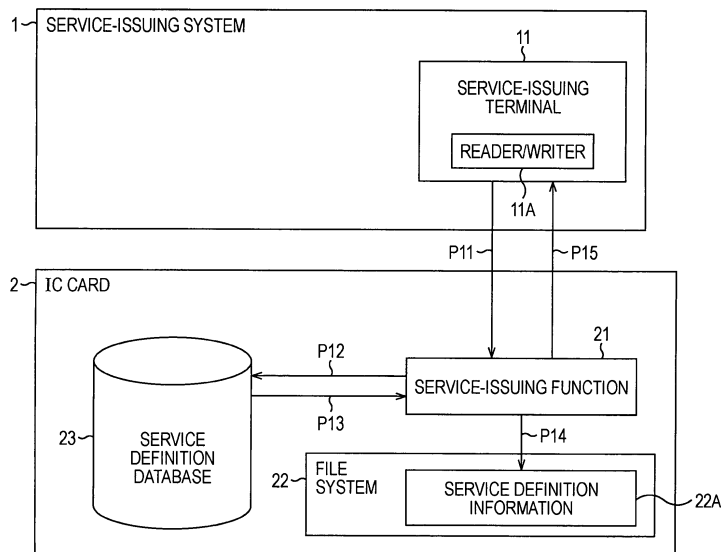 1
SERVICE-ISSUING SYSTEM
11
SERVICE-ISSUING
TERMINAL
READER/WRITER
11A
P11
P15
2
IC CARD
21
P12
SERVICE-ISSUING FUNCTION
P13
23
SERVICE
DEFINITION
DATABASE
P14
22
FILE
SYSTEM
SERVICE DEFINITION
INFORMATION
22A